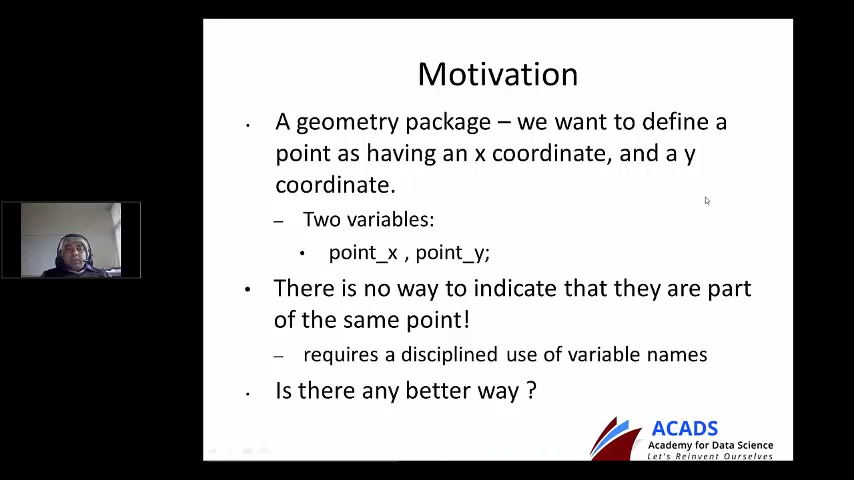 Motivation
• A geometry package – we want to define a
point as having an x coordinate, and a y
coordinate.
– Two variables:
• point_x , point_y;
• There is no way to indicate that they are part
of the same point!
– requires a disciplined use of variable names
• Is there any better way ?
ACADS
Academy for Data Science
Let's Reinvent Ourselves